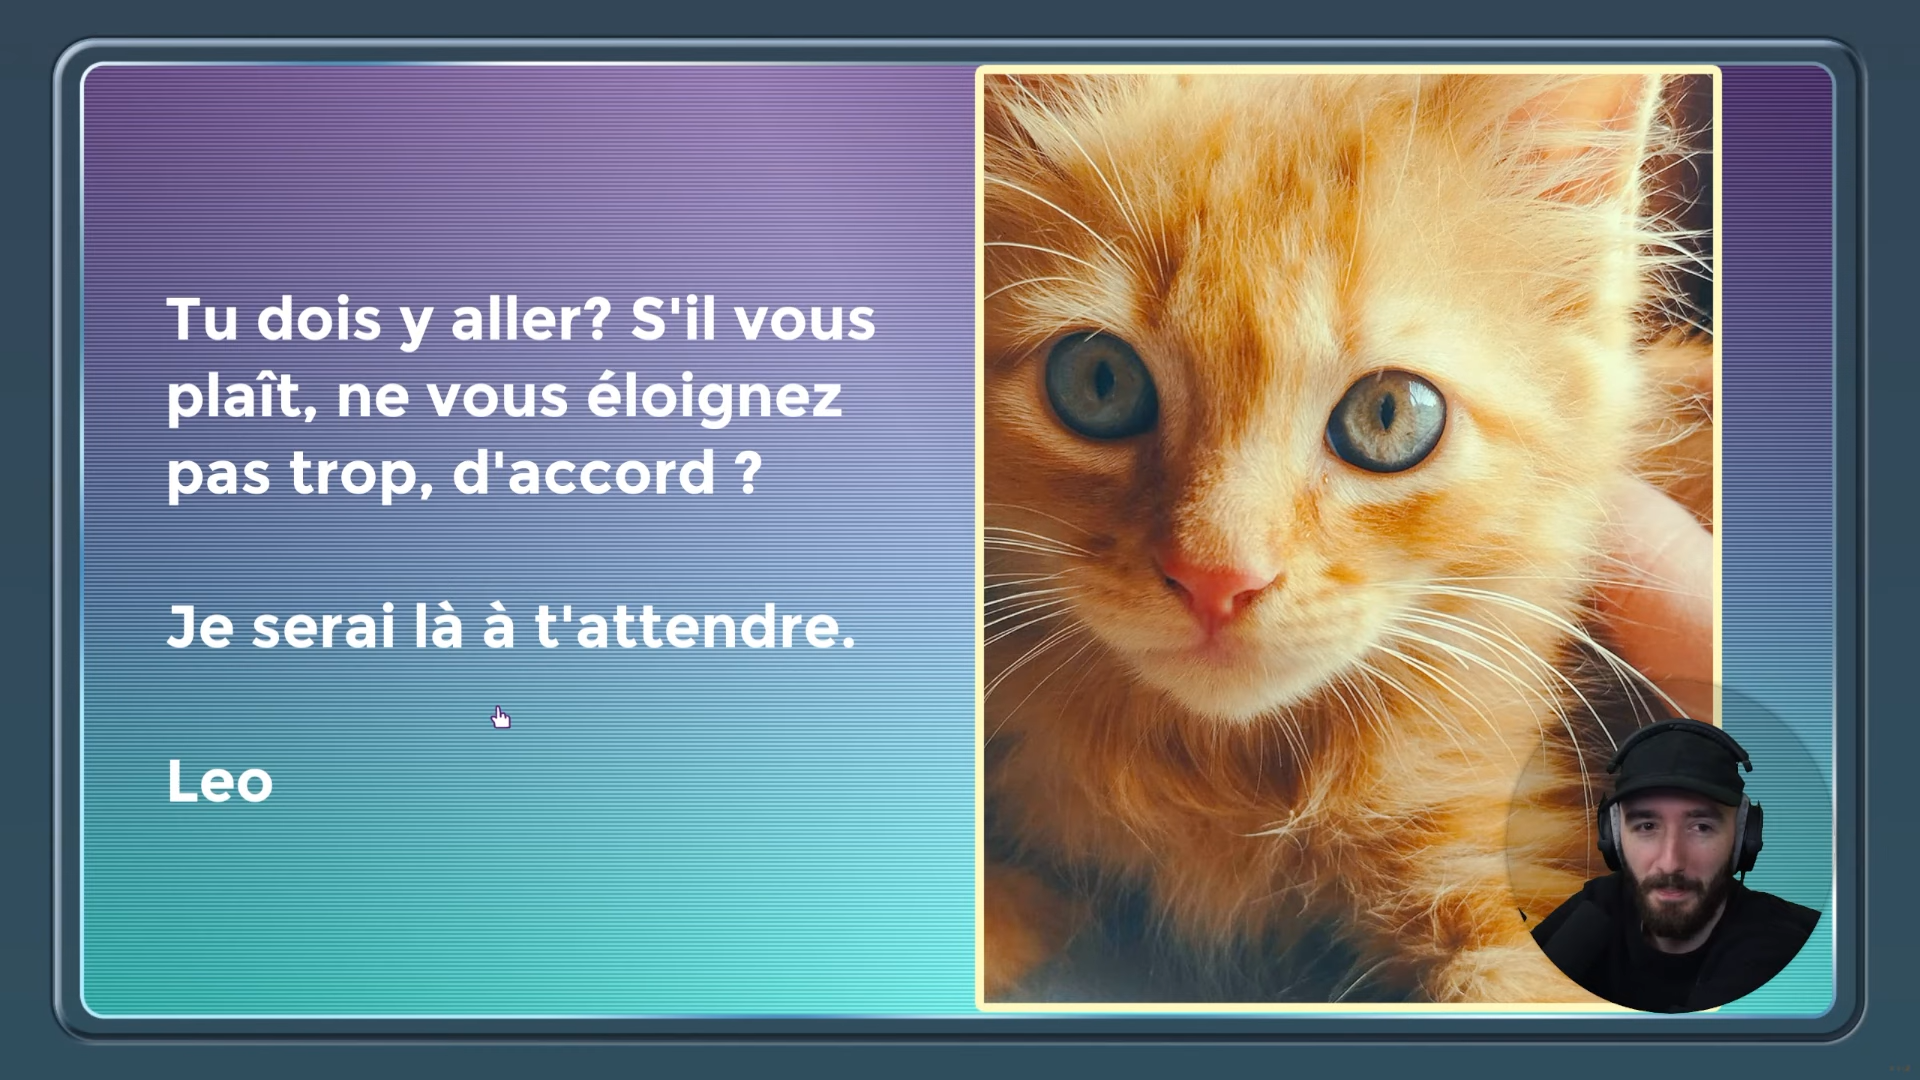 Tu dois y aller? S'il vous
plaît, ne vous éloignez
pas trop, d'accord ?
Je serai là à t'attendre.
Leo